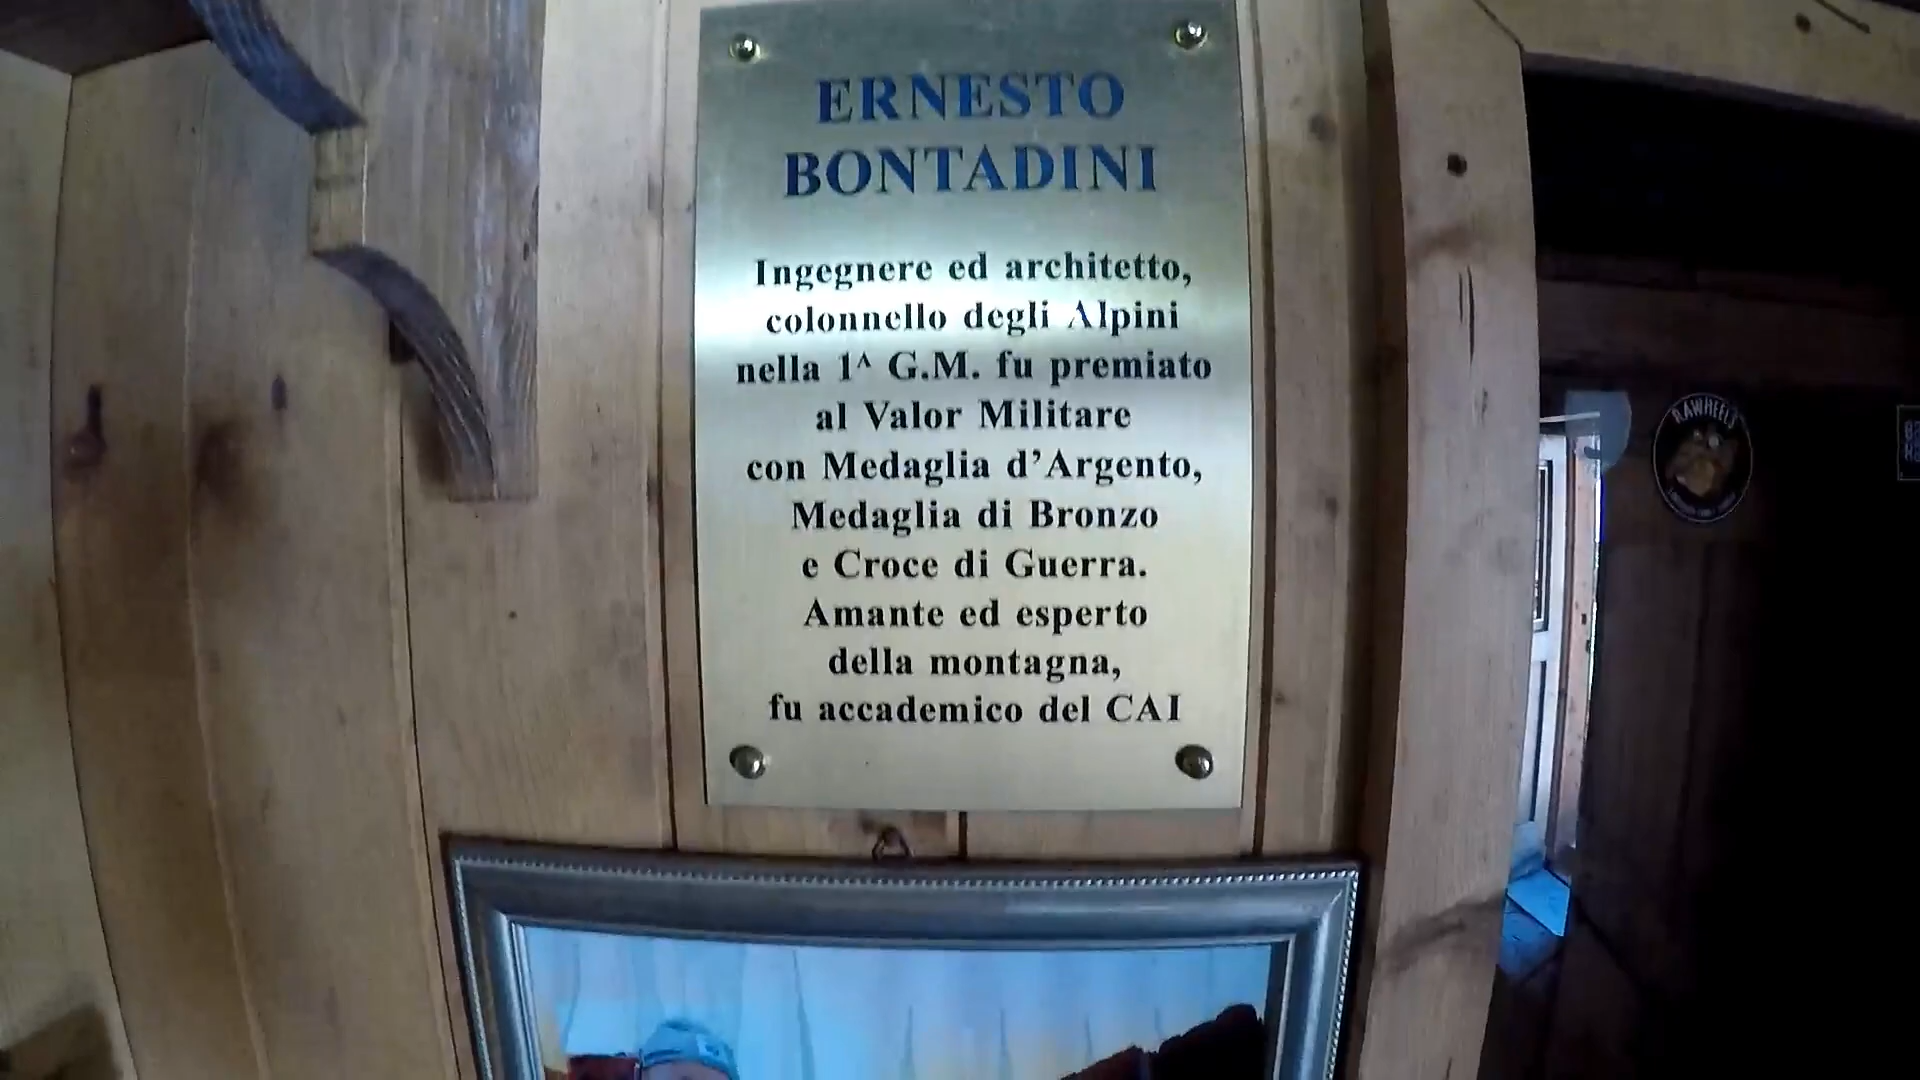 ERNESTO
BONTADINI
Ingegnere ed architetto,
colonnello degli Alpini
nella 1^ G.M. fu premiato
al Valor Militare
con Medaglia d'Argento,
Medaglia di Bronzo
e Croce di Guerra.
Amante ed esperto
della montagna,
fu accademico del CAI
RAWHEELS